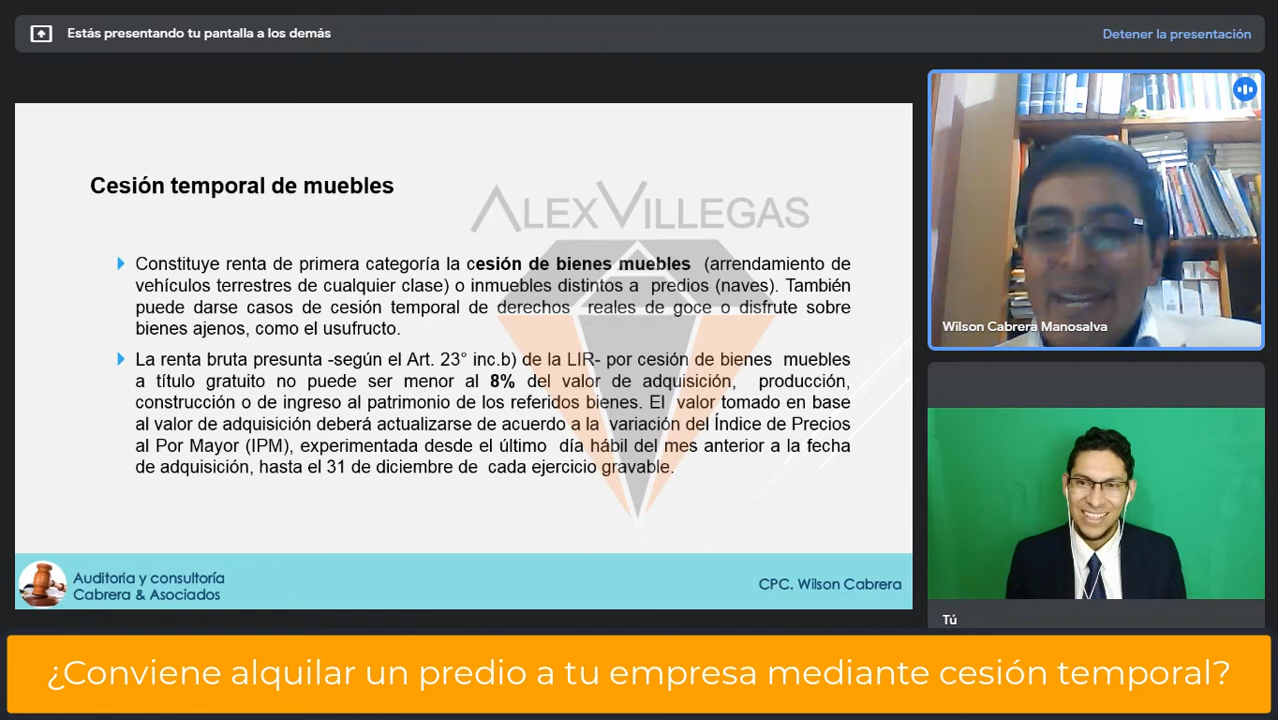 Estás presentando tu pantalla a los demás
Detener la presentación
Cesión temporal de muebles
ALEXVILLEGAS
Constituye renta de primera categoría la cesión de bienes muebles (arrendamiento de
vehículos terrestres de cualquier clase) o inmuebles distintos a predios (naves). También
puede darse casos de cesión temporal de derechos reales de goce o disfrute sobre
bienes ajenos, como el usufructo.
La renta bruta presunta -según el Art. 23° inc.b) de la LIR- por cesión de bienes muebles
a título gratuito no puede ser menor al 8% del valor de adquisición, producción,
construcción o de ingreso al patrimonio de los referidos bienes. El valor tomado en base
al valor de adquisición deberá actualizarse de acuerdo a la variación del Índice de Precios
al Por Mayor (IPM), experimentada desde el último día hábil del mes anterior a la fecha
de adquisición, hasta el 31 de diciembre de cada ejercicio gravable.
Auditoria y consultoría
Cabrera & Asociados
CPC. Wilson Cabrera
Wilson Cabrera Manosalva
Tú
¿Conviene alquilar un predio a tu empresa mediante cesión temporal?